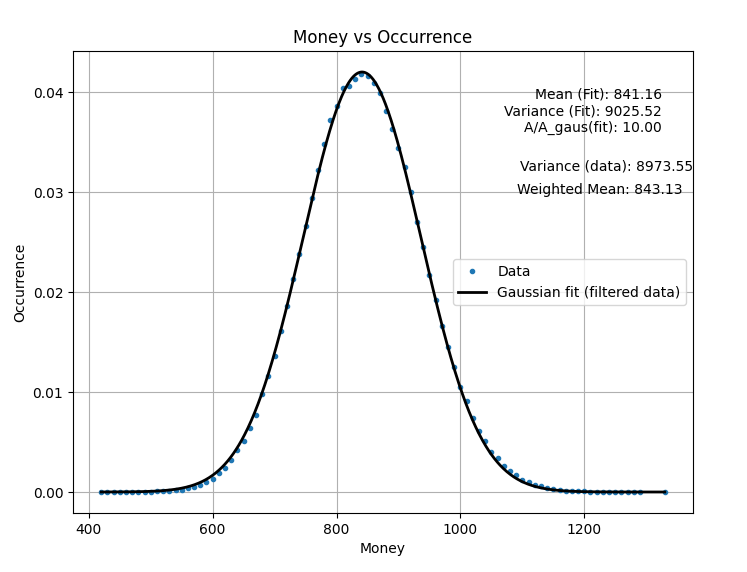 Money vs Occurrence
Mean (Fit): 841.16
Variance (Fit): 9025.52
A/A_gaus(fit): 10.00
Variance (data): 8973.55
Weighted Mean: 843.13
Data
Gaussian fit (filtered data)
Occurrence
0.04
0.03
0.02
0.01
0.00
400 600 800 1000 1200
Money